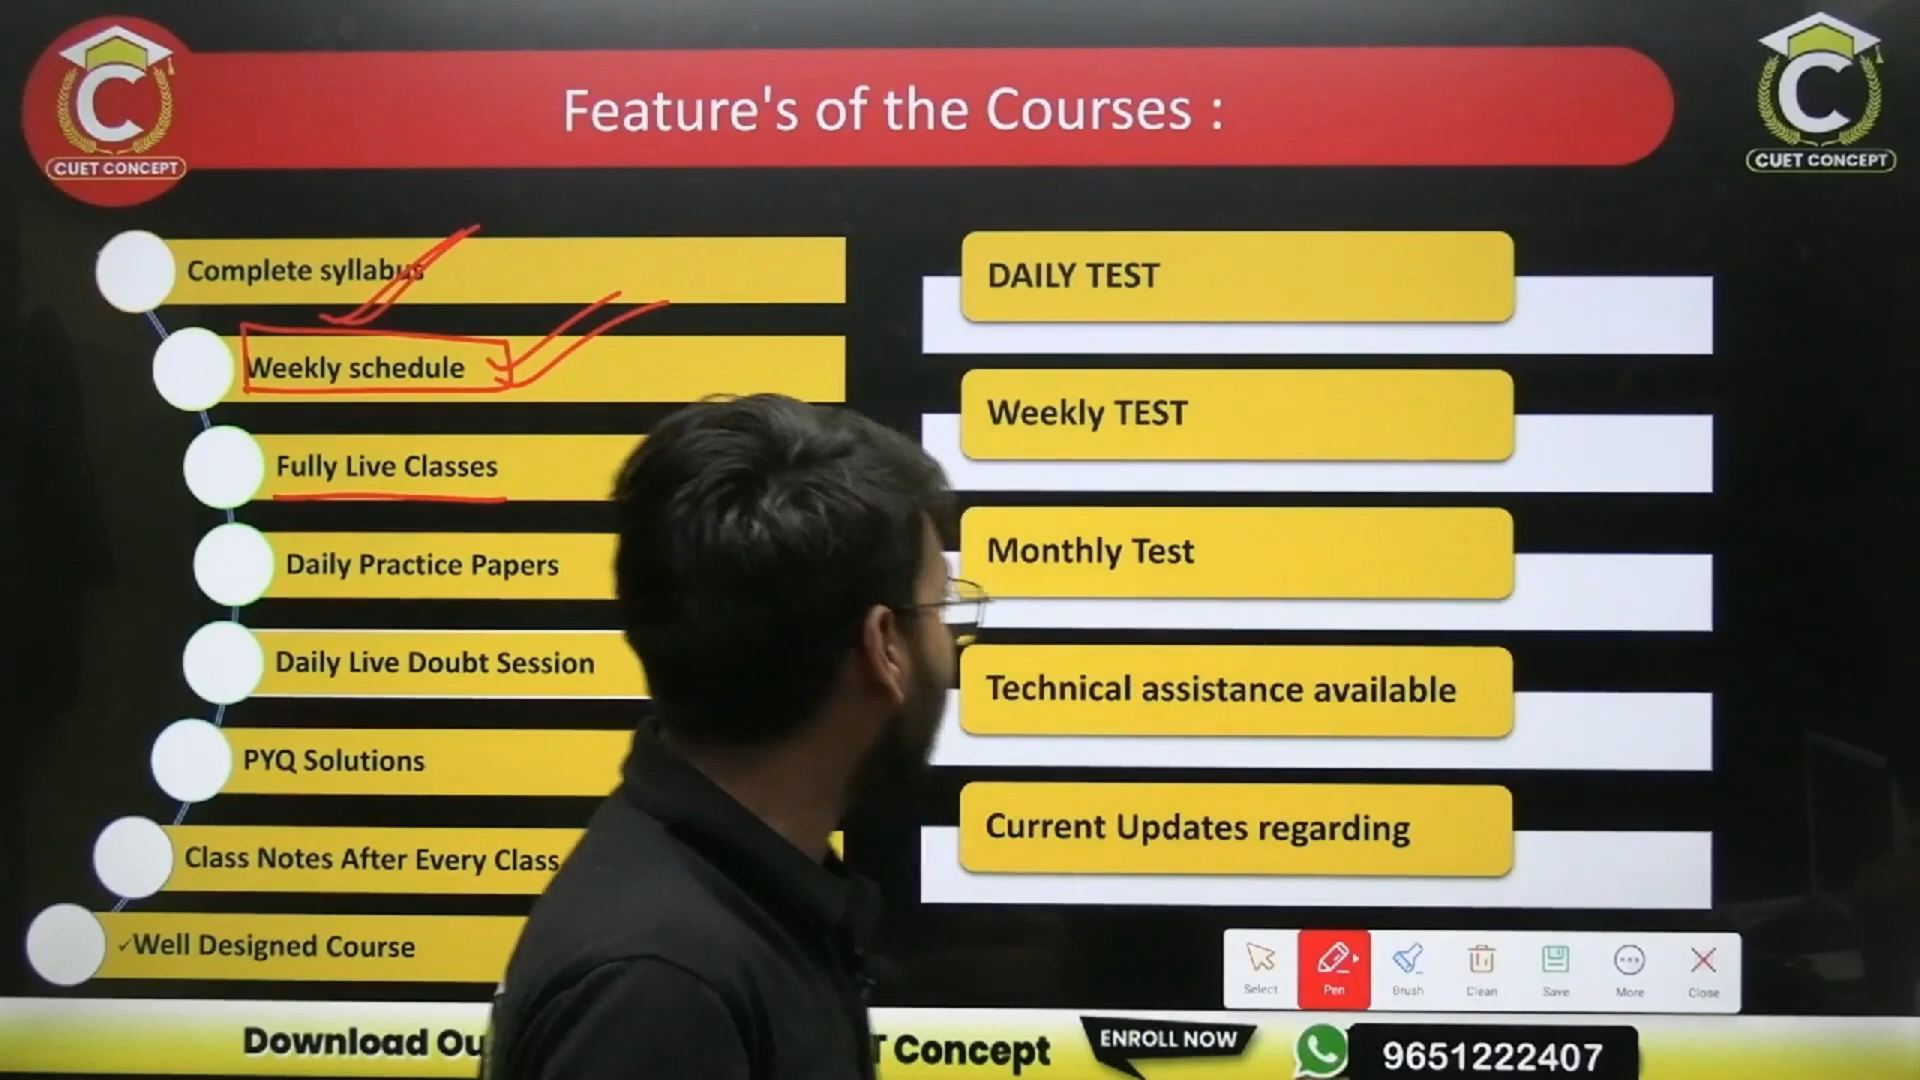 CUET CONCEPT
Feature's of the Courses :
CUET CONCEPT
Complete syllabus
Weekly schedule
Fully Live Classes
Daily Practice Papers
Daily Live Doubt Session
PYQ Solutions
Class Notes After Every Class
✓Well Designed Course
DAILY TEST
Weekly TEST
Monthly Test
Technical assistance available
Current Updates regarding
Select Pen Brush Clean Save More Close
Download Ou
Concept
ENROLL NOW
9651222407